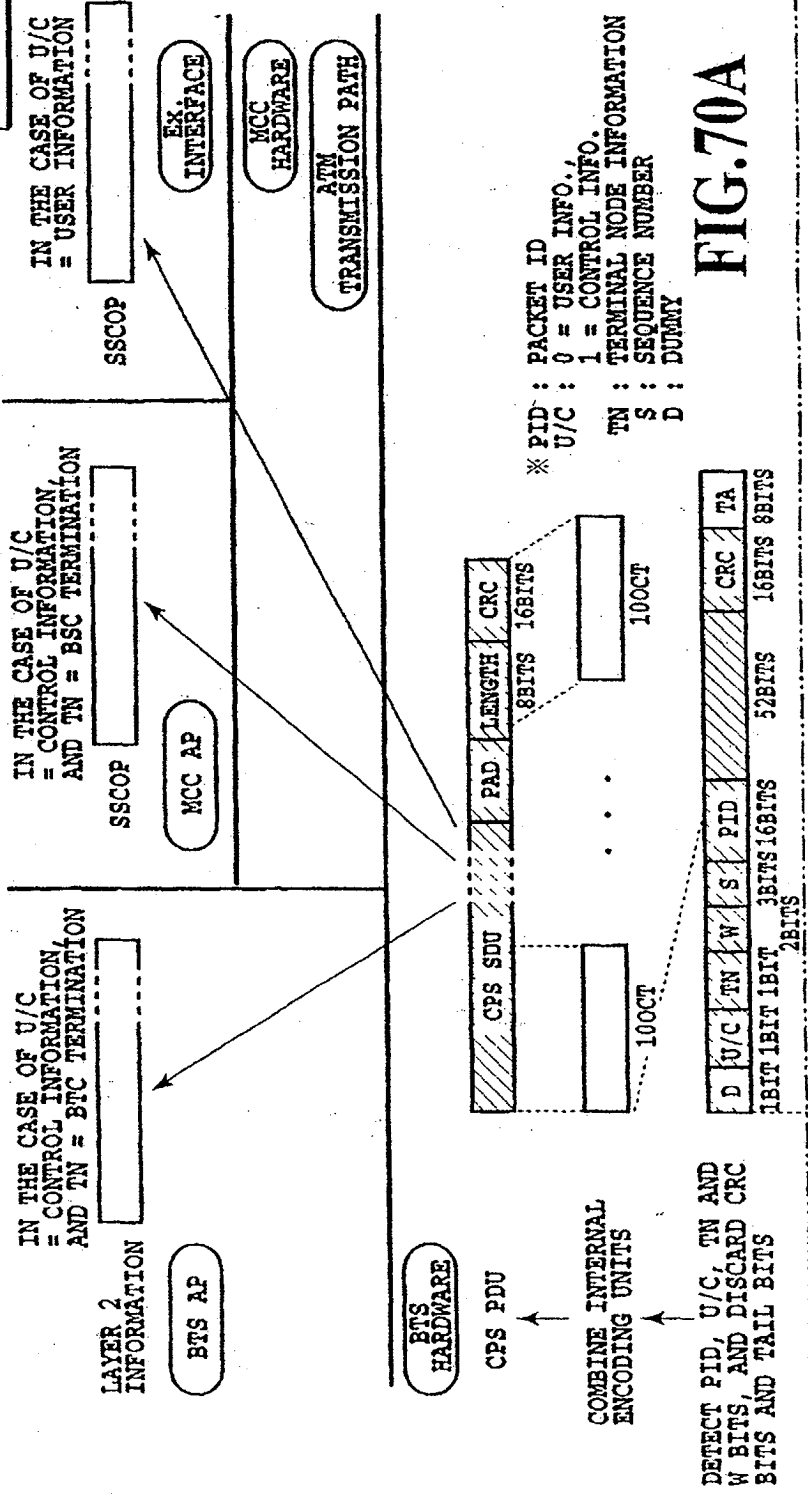 IN THE CASE OF U/C
= CONTROL INFORMATION,
AND TN = BTC TERMINATION
LAYER 2
INFORMATION
BTS AP
IN THE CASE OF U/C
= CONTROL INFORMATION,
AND TN = BSC TERMINATION
SSCOP
MCC AP
IN THE CASE OF U/C
= USER INFORMATION
SSCOP
EX.
INTERFACE
MCC
HARDWARE
ATM
TRANSMISSION PATH
BTS
HARDWARE
CPS PDU
CPS SDU PAD LENGTH CRC
8BITS 16BITS
COMBINE INTERNAL
ENCODING UNITS
10OCT . . . 10OCT
※ PID : PACKET ID
U/C : 0 = USER INFO.,
1 = CONTROL INFO.
TN : TERMINAL NODE INFORMATION
S : SEQUENCE NUMBER
D : DUMMY
DETECT PID, U/C, TN AND
W BITS, AND DISCARD CRC
BITS AND TAIL BITS
D U/C TN W S PID CRC TA
1BIT 1BIT 1BIT 2BITS 3BITS 16BITS 52BITS 16BITS 8BITS
FIG.70A